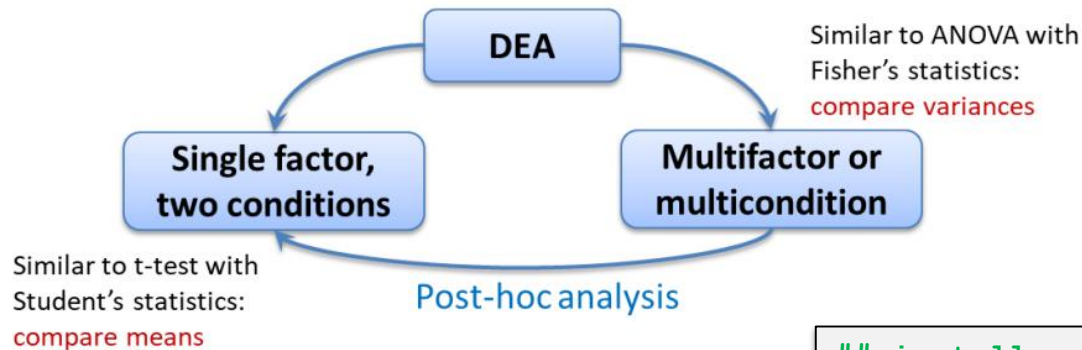 DEA
Similar to ANOVA with
Fisher's statistics:
compare variances
Single factor,
two conditions
Multifactor or
multicondition
Similar to t-test with
Student's statistics:
compare means
Post-hoc analysis